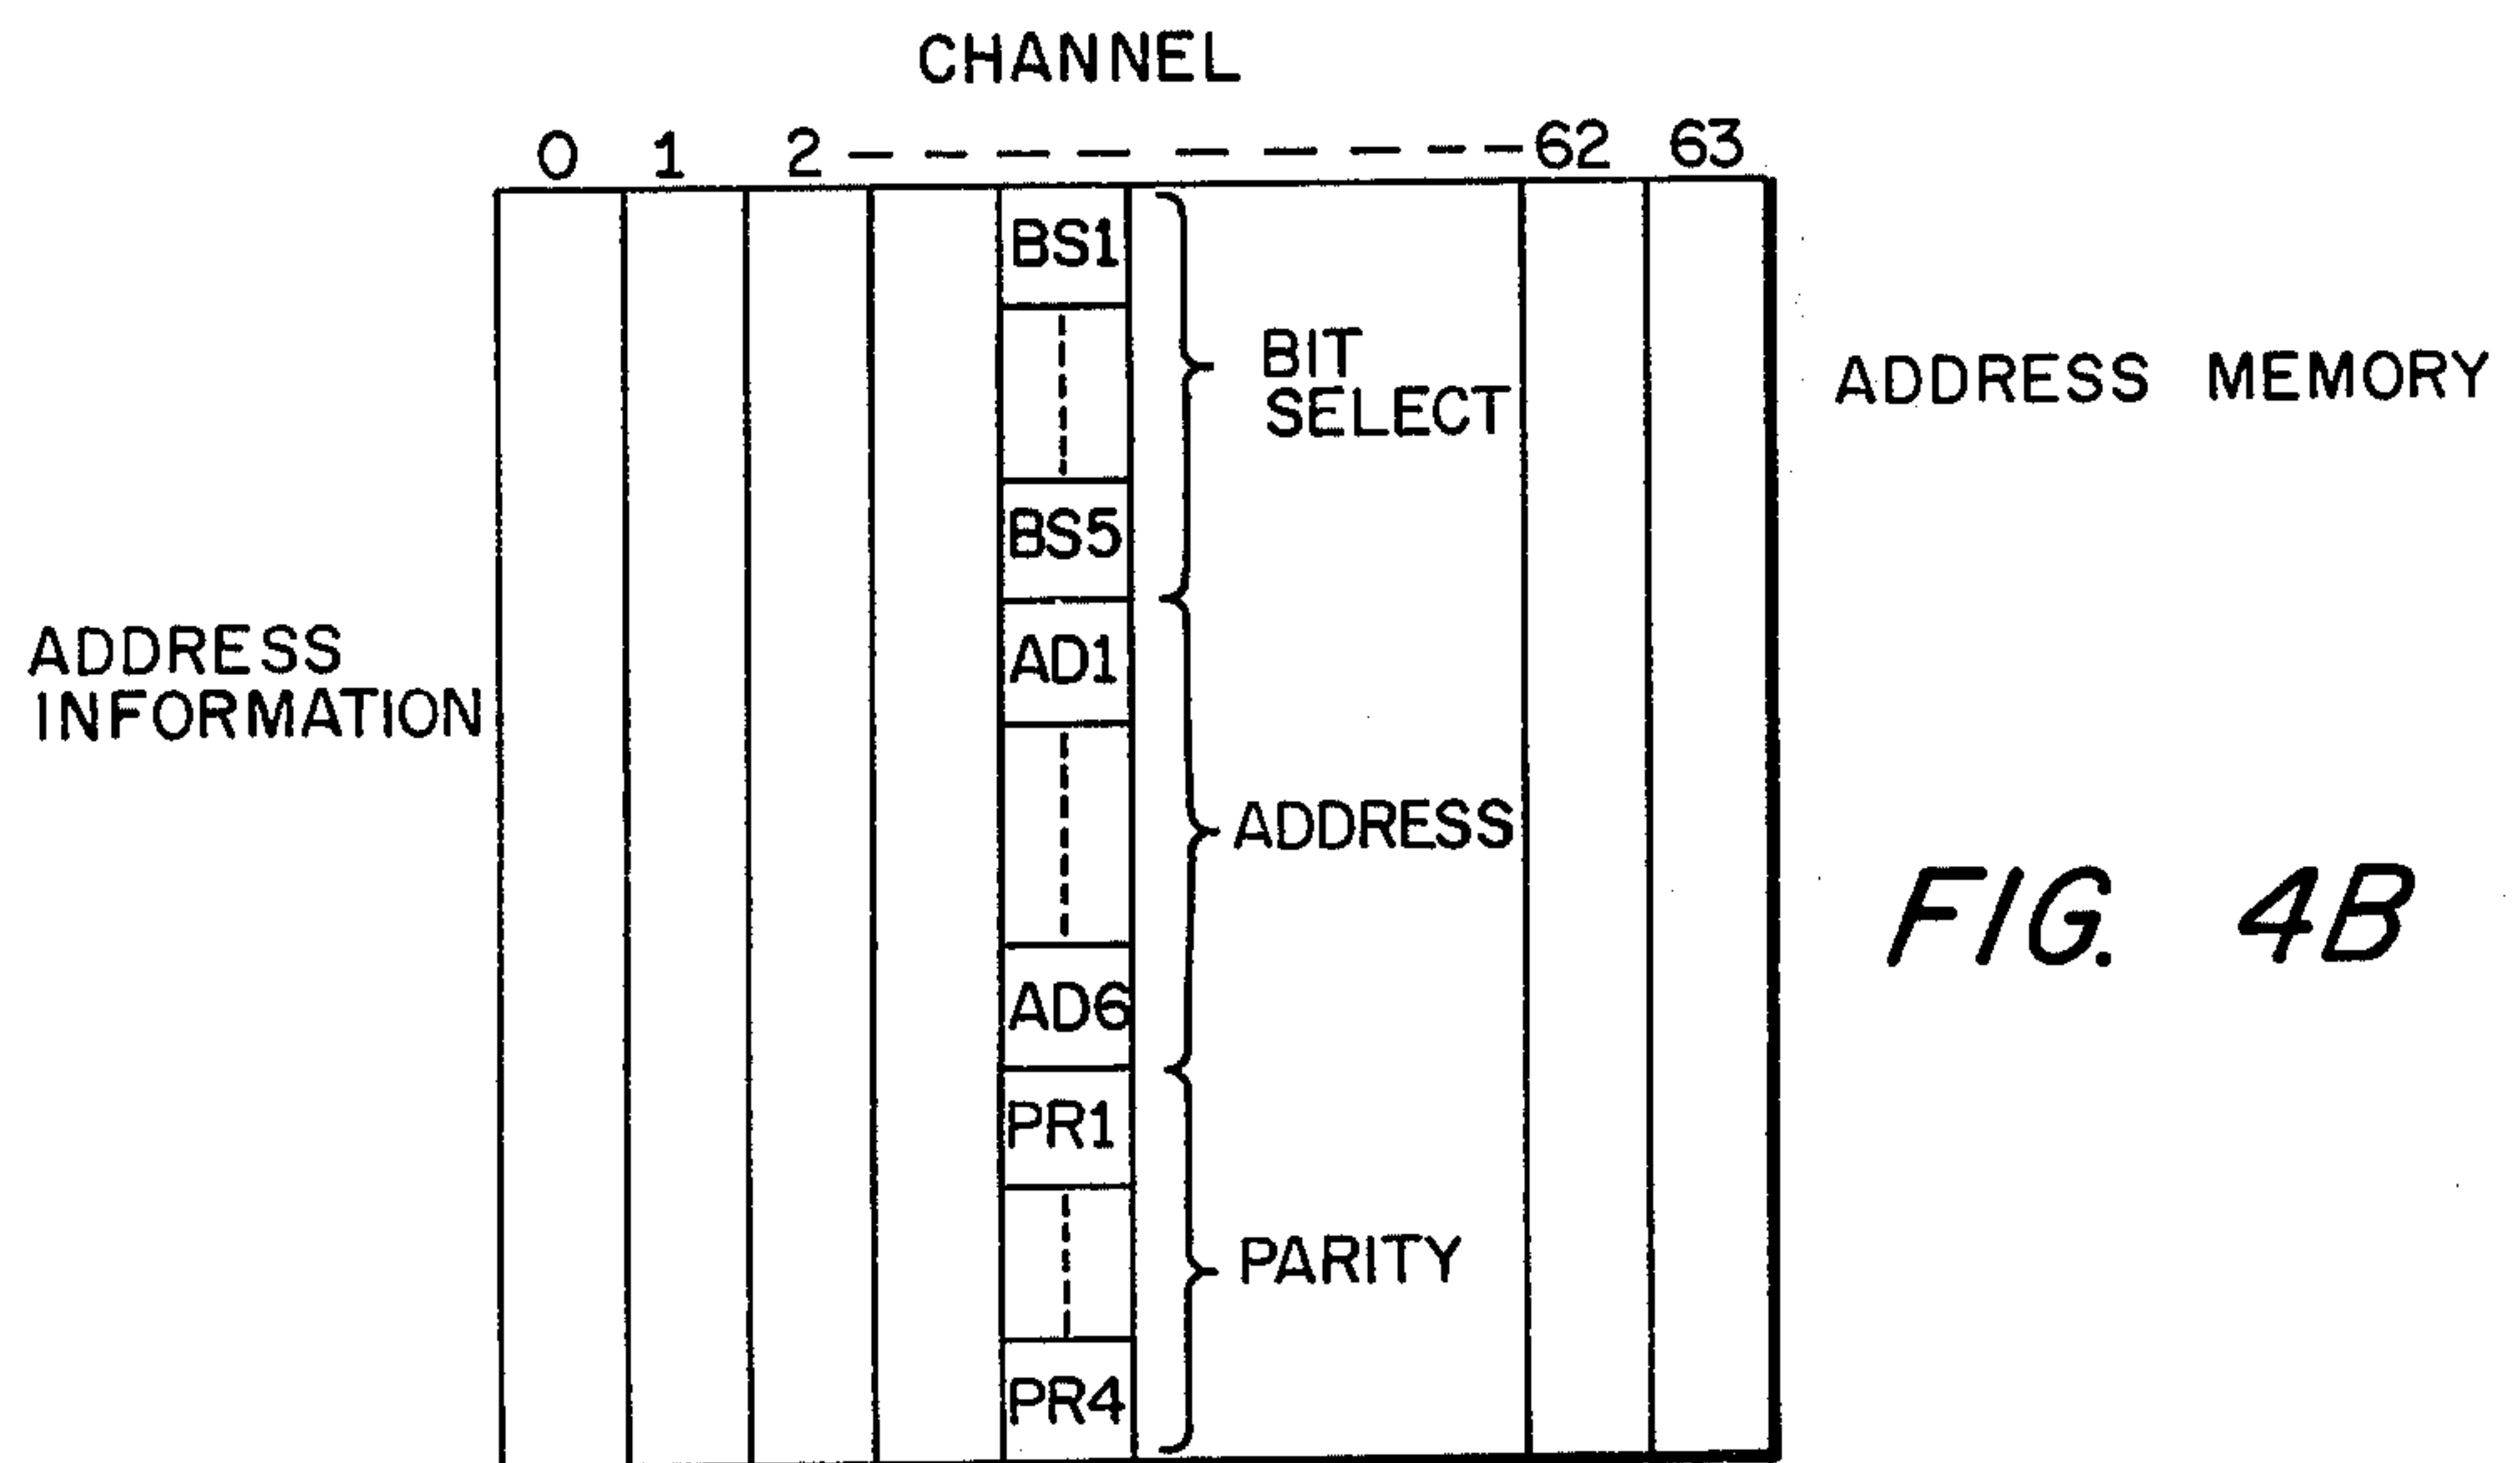 CHANNEL
0 1 2 62 63
BS1
BIT
SELECT
ADDRESS MEMORY
BS5
ADDRESS
INFORMATION
AD1
ADDRESS
FIG. 4B
AD6
PR1
PARITY
PR4